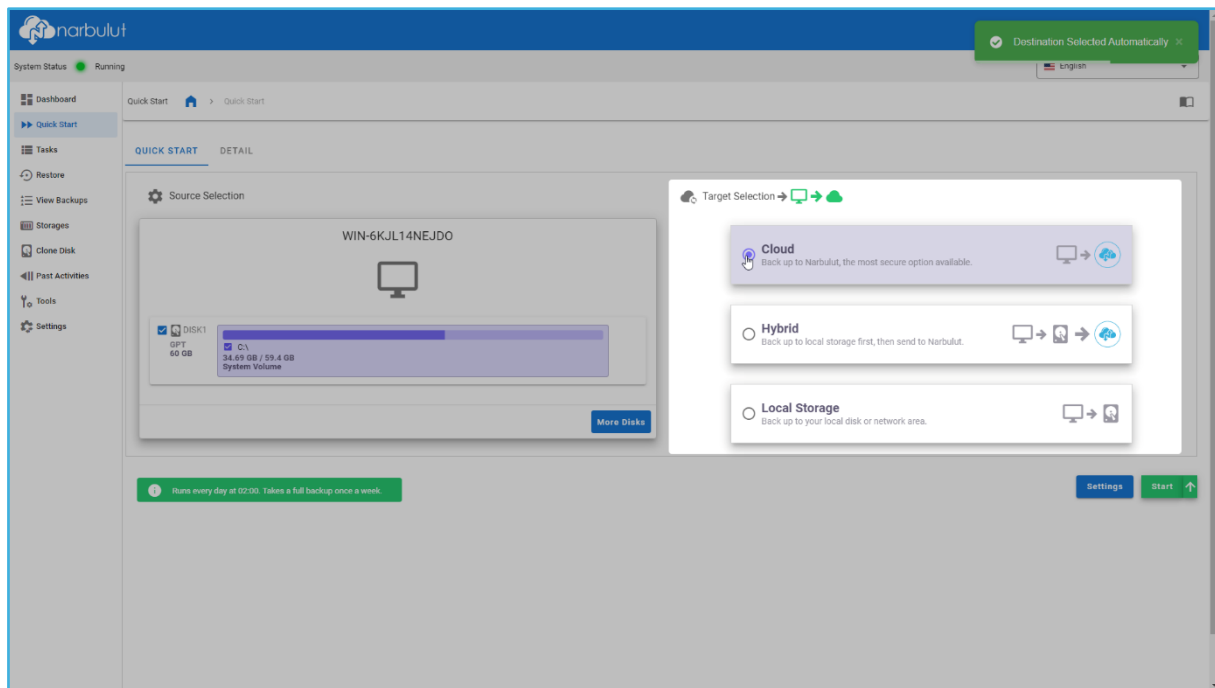 narbulut
Destination Selected Automatically
System Status Running
English
Dashboard
Quick Start
Tasks
Restore
View Backups
Storages
Clone Disk
Past Activities
Tools
Settings
Quick Start > Quick Start
QUICK START DETAIL
Source Selection
WIN-6KJL14NEJDO
DISK1
GPT
60 GB
C:\
34.69 GB / 59.4 GB
System Volume
More Disks
Target Selection
Cloud
Back up to Narbulut, the most secure option available.
Hybrid
Back up to local storage first, then send to Narbulut.
Local Storage
Back up to your local disk or network area.
Runs every day at 02:00. Takes a full backup once a week.
Settings
Start